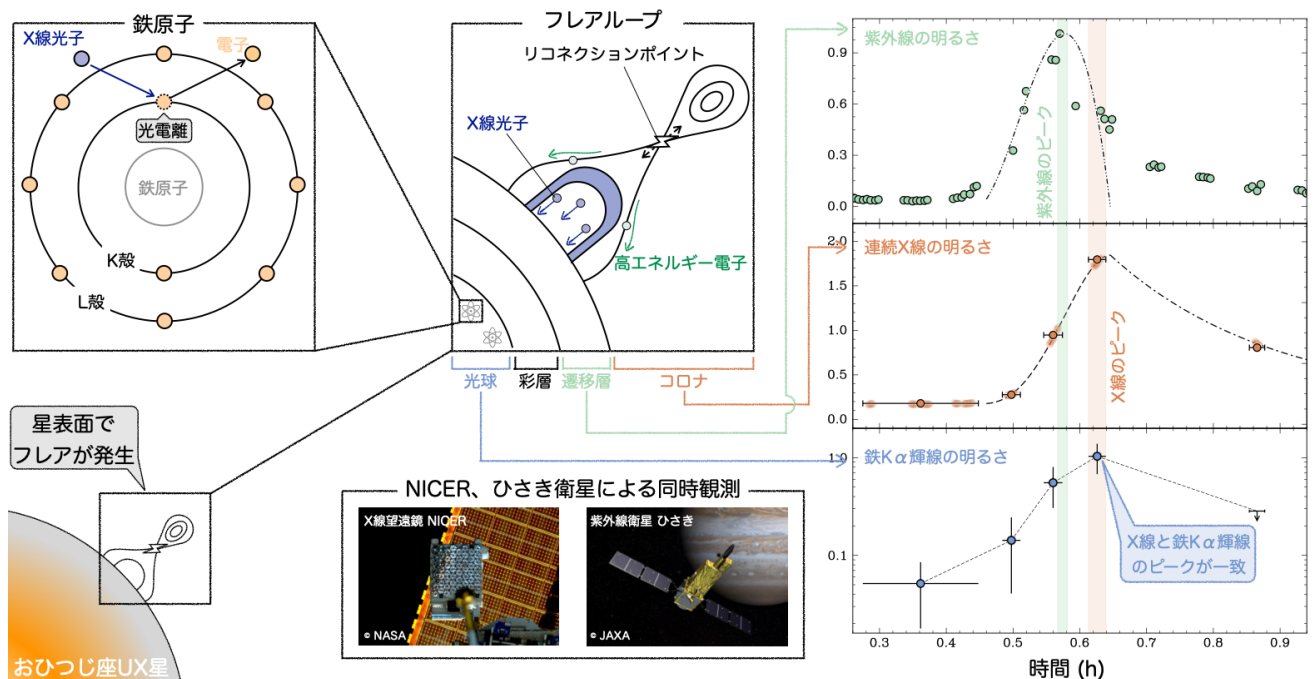 鉄原子
X線光子
電子
光電離
鉄原子
K殻
L殻
フレアループ
リコネクションポイント
X線光子
高エネルギー電子
光球
彩層
遷移層
コロナ
星表面で
フレアが発生
おひつじ座UX星
NICER、ひさき衛星による同時観測
X線望遠鏡 NICER
© NASA
紫外線衛星 ひさき
© JAXA
紫外線の明るさ
紫外線のピーク
0.9
0.6
0.3
0.0
連続X線の明るさ
X線のピーク
2.0
1.5
1.0
0.5
0.0
鉄Kα輝線の明るさ
X線と鉄Kα輝線
のピークが一致
1.0
0.1
0.3
0.4
0.5
0.6
0.7
0.8
0.9
時間 (h)